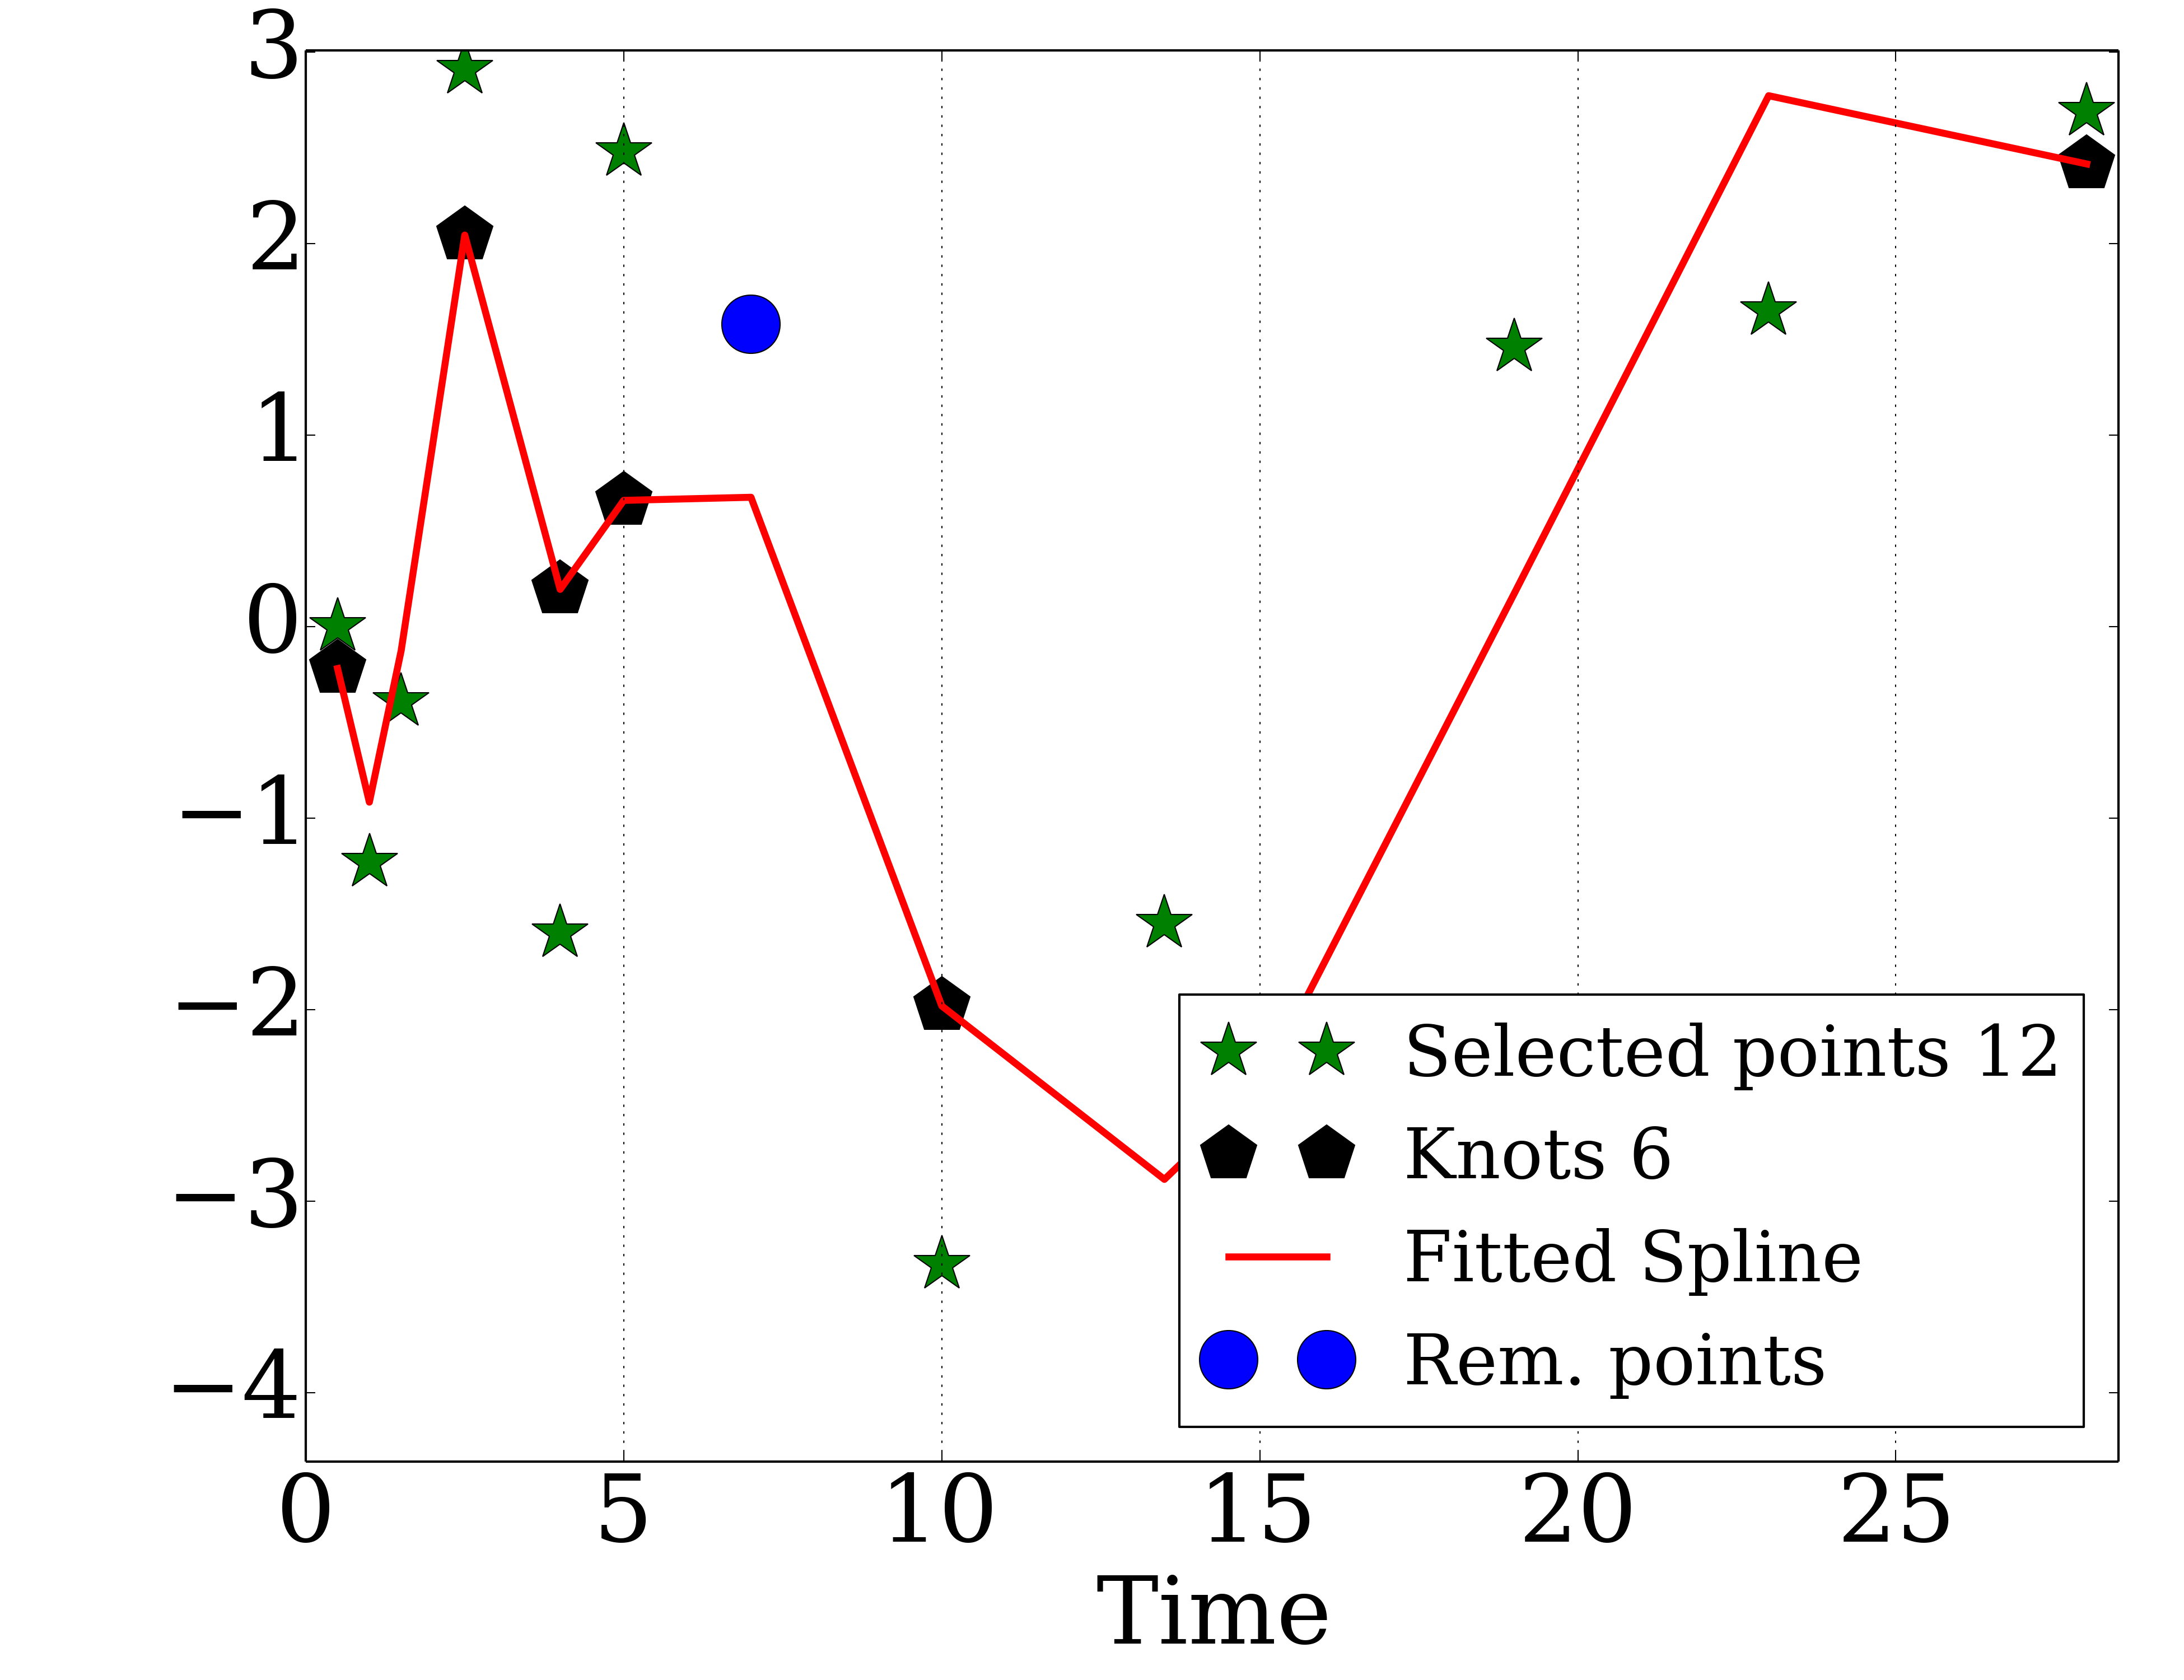 3
2
1
0
−1
−2
−3
−4
Selected points 12
Knots 6
Fitted Spline
Rem. points
0 5 10 15 20 25
Time